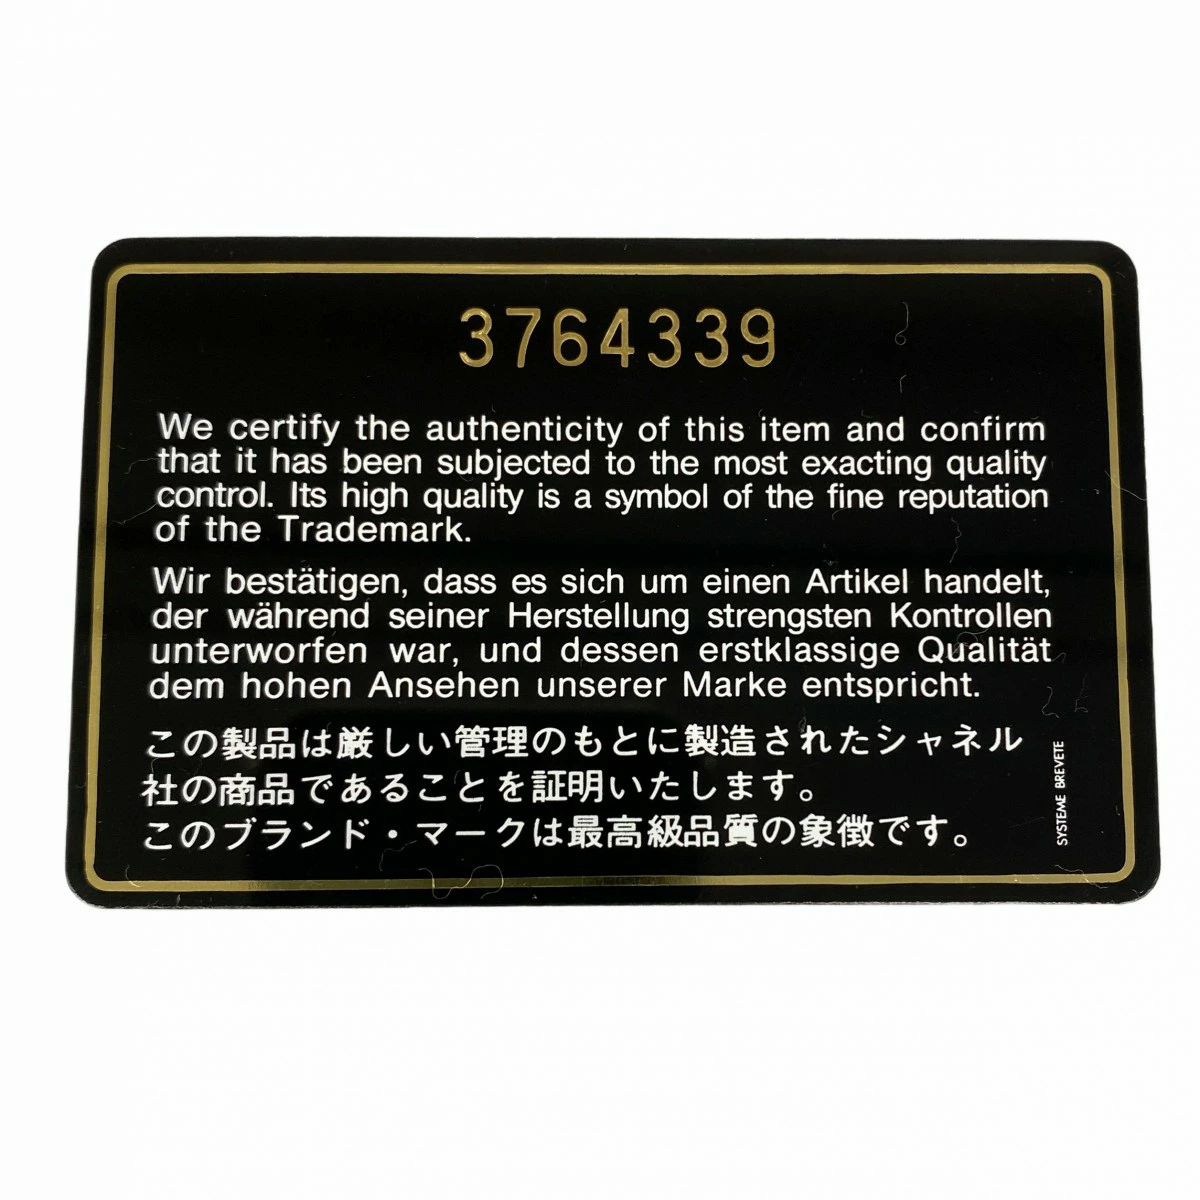 3764339
We certify the authenticity of this item and confirm
that it has been subjected to the most exacting quality
control. Its high quality is a symbol of the fine reputation
of the Trademark.
Wir bestätigen, dass es sich um einen Artikel handelt,
der während seiner Herstellung strengsten Kontrollen
unterworfen war, und dessen erstklassige Qualität
dem hohen Ansehen unserer Marke entspricht.
この製品は厳しい管理のもとに製造されたシャネル
社の商品であることを証明いたします。
このブランド・マークは最高級品質の象徴です。
SYSTEME BREVETE